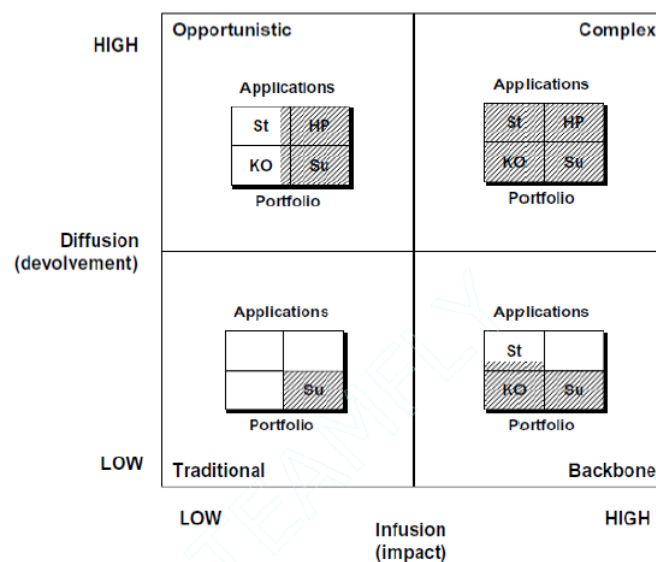 HIGH
Opportunistic
Complex
Applications
St HP
KO Su
Portfolio
Applications
St HP
KO Su
Portfolio
Diffusion
(devolvement)
Applications
Su
Portfolio
Applications
St
KO Su
Portfolio
LOW
Traditional
Backbone
LOW
Infusion
(impact)
HIGH
TEAMFLY